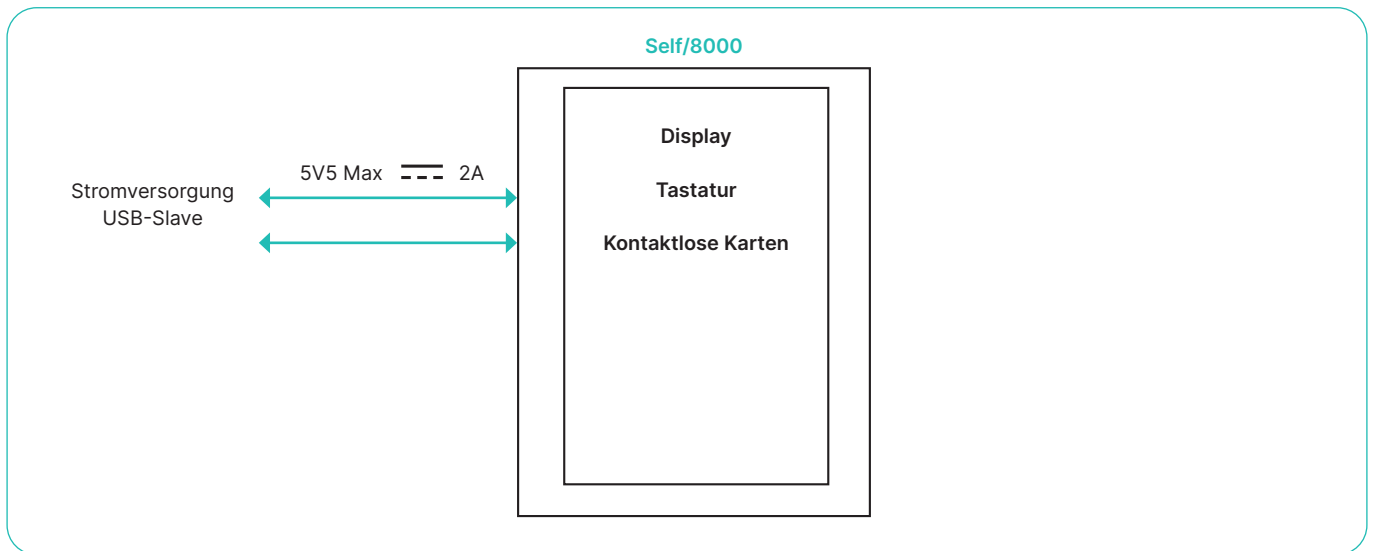 Self/8000
Display
5V5 Max 2A
Stromversorgung
USB-Slave
Tastatur
Kontaktlose Karten